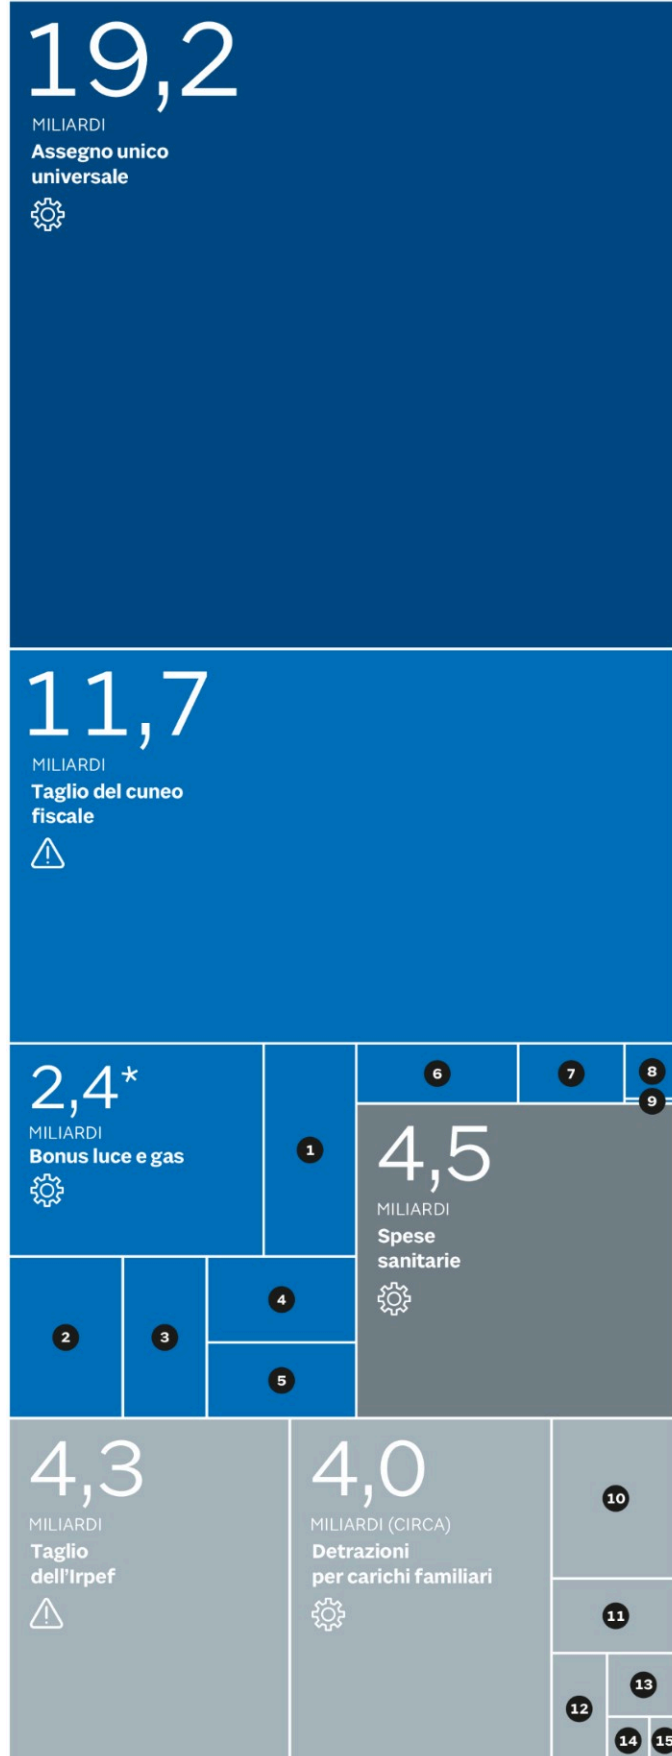 19,2
MILIARDI
Assegno unico
universale
11,7
MILIARDI
Taglio del cuneo
fiscale
2,4*
MILIARDI
Bonus luce e gas
1
2
3
4
5
6
7
8
9
4,5
MILIARDI
Spese
sanitarie
4,3
MILIARDI
Taglio
dell'Irpef
4,0
MILIARDI (CIRCA)
Detrazioni
per carichi familiari
10
11
12
13
14
15